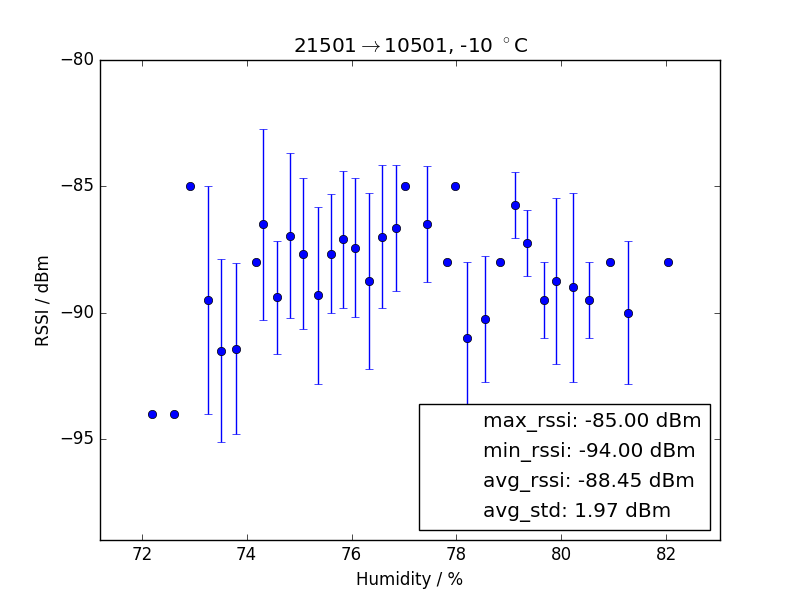 21501→10501, -10 °C
−80
−85
−90
−95
RSSI / dBm
max_rssi: -85.00 dBm
min_rssi: -94.00 dBm
avg_rssi: -88.45 dBm
avg_std: 1.97 dBm
72 74 76 78 80 82
Humidity / %